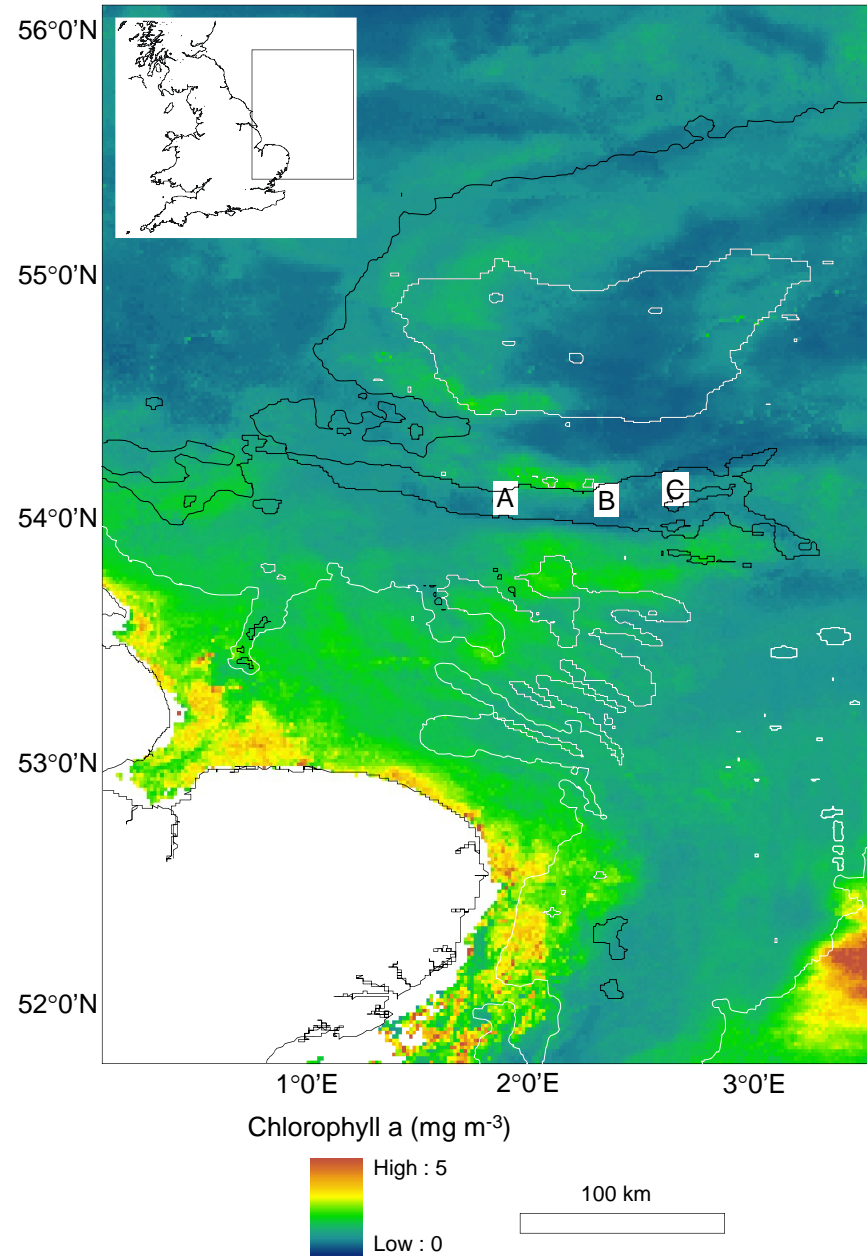 56°0’N
55°0’N
A
B
C
54°0’N
53°0’N
52°0’N
1°0’E 2°0’E 3°0’E
Chlorophyll a (mg m-3)
High : 5
100 km
Low : 0